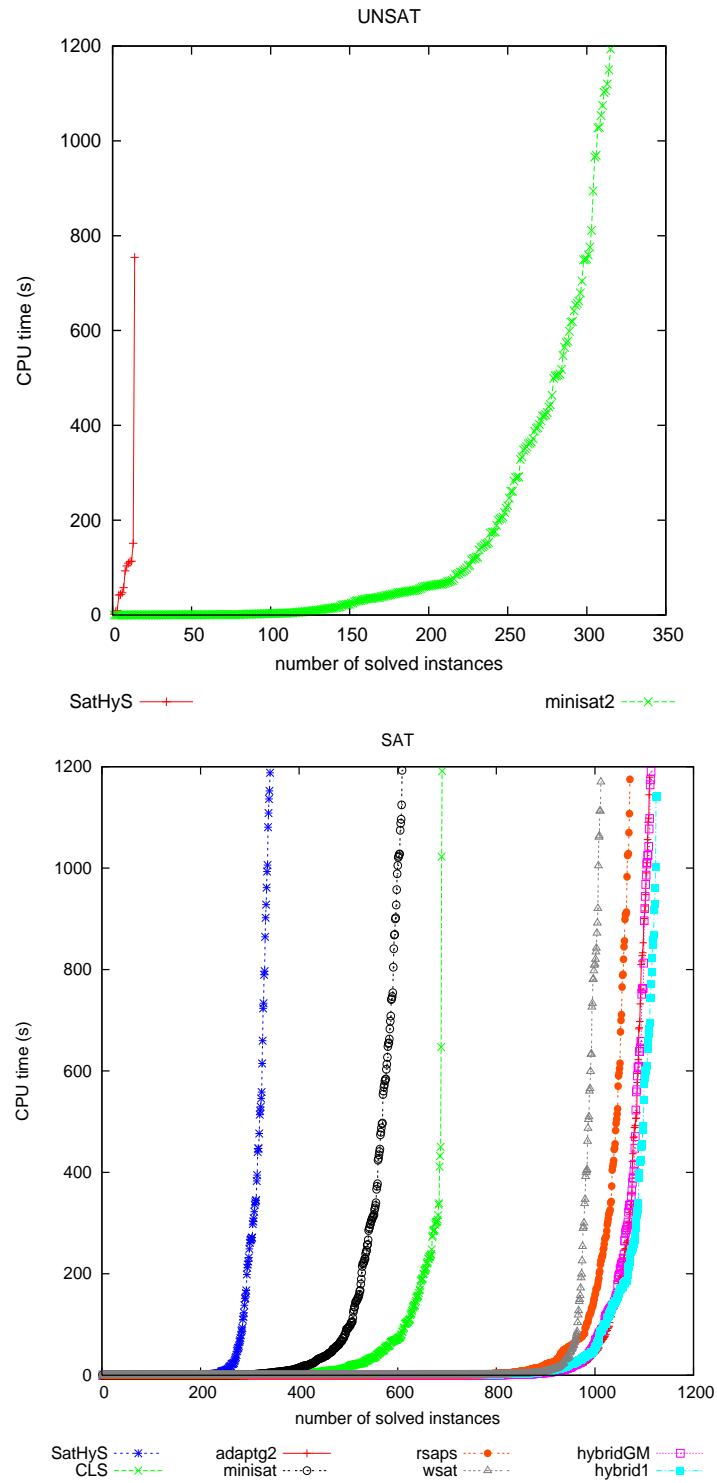 UNSAT
1200
1000
800
600
400
200
0
CPU time (s)
0 50 100 150 200 250 300 350
number of solved instances
SatHyS minisat2
SAT
1200
1000
800
600
400
200
0
CPU time (s)
0 200 400 600 800 1000 1200
number of solved instances
SatHyS adaptg2 rsaps hybridGM
CLS minisat wsat hybrid1